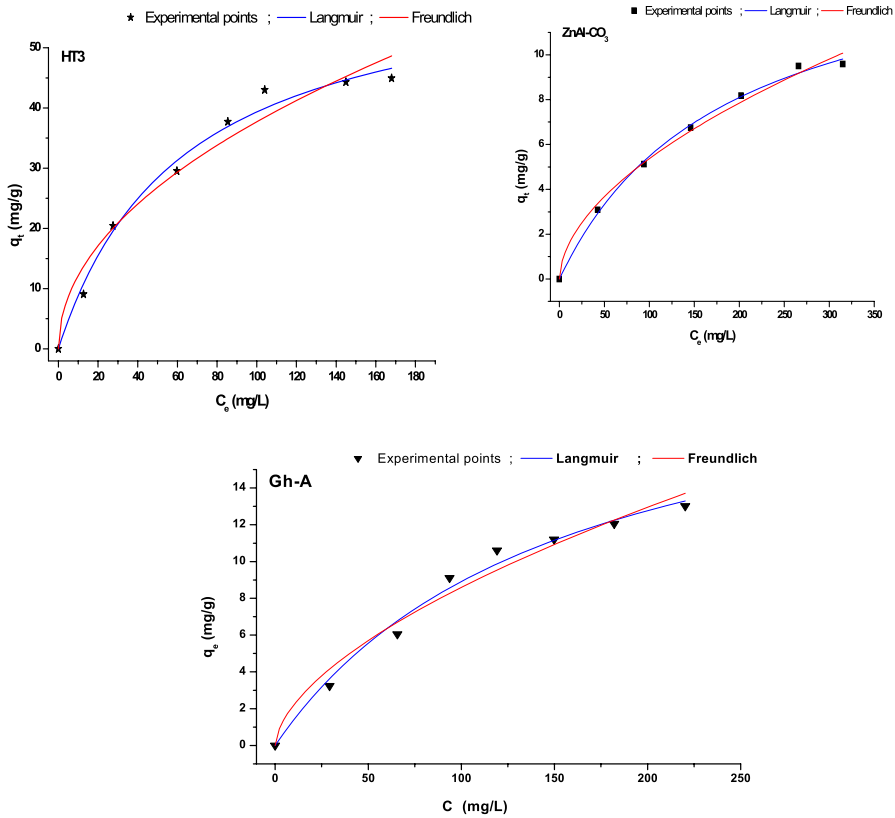 Experimental points ; Langmuir ; Freundlich
HT3
50
40
30
20
10
0
0 20 40 60 80 100 120 140 160 180
qt (mg/g)
Ce (mg/L)
Experimental points ; Langmuir ; Freundlich
ZnAl-CO3
10
8
6
4
2
0
0 50 100 150 200 250 300 350
qt (mg/g)
Ce (mg/L)
Experimental points ; Langmuir ; Freundlich
Gh-A
14
12
10
8
6
4
2
0
0 50 100 150 200 250
qe (mg/g)
C (mg/L)